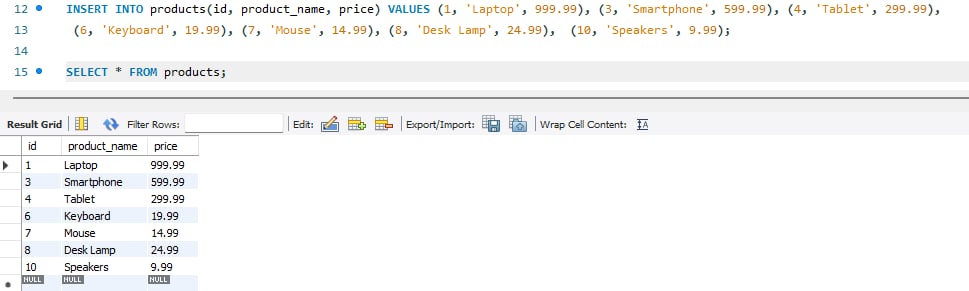 12 INSERT INTO products(id, product_name, price) VALUES (1, 'Laptop', 999.99), (3, 'Smartphone', 599.99), (4, 'Tablet', 299.99),
13 (6, 'Keyboard', 19.99), (7, 'Mouse', 14.99), (8, 'Desk Lamp', 24.99),  (10, 'Speakers', 9.99);
14
15 SELECT * FROM products;
Result Grid Filter Rows: Edit: Export/Import: Wrap Cell Content: IA
id product_name price
1 Laptop 999.99
3 Smartphone 599.99
4 Tablet 299.99
6 Keyboard 19.99
7 Mouse 14.99
8 Desk Lamp 24.99
10 Speakers 9.99
NULL NULL NULL